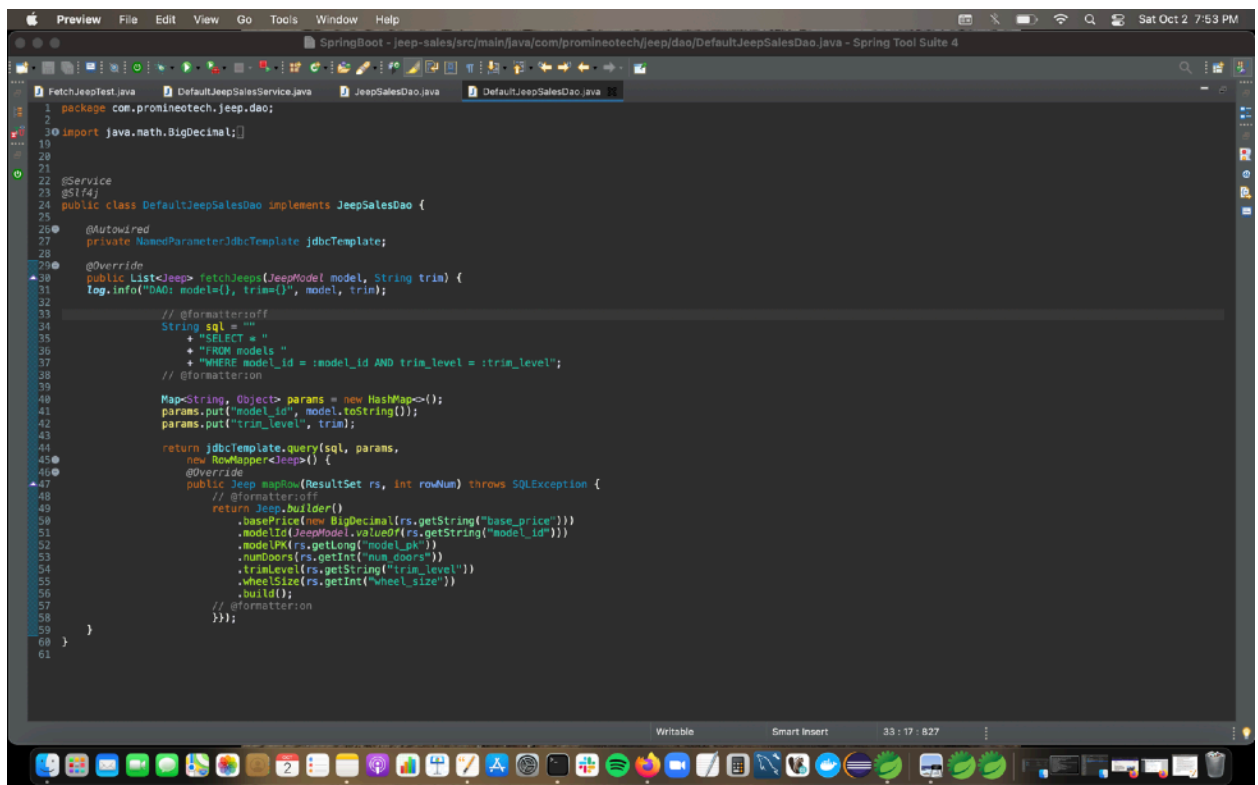 Preview File Edit View Go Tools Window Help Sat Oct 2 7:53 PM
SpringBoot - jeep-sales/src/main/java/com/promineotech/jeep/dao/DefaultJeepSalesDao.java - Spring Tool Suite 4
FetchJeepTest.java DefaultJeepSalesService.java JeepSalesDao.java DefaultJeepSalesDao.java
1 package com.promineotech.jeep.dao;
2
3 import java.math.BigDecimal;
19
20
21
22 @Service
23 @Slf4j
24 public class DefaultJeepSalesDao implements JeepSalesDao {
25
26 @Autowired
27 private NamedParameterJdbcTemplate jdbcTemplate;
28
29 @Override
30 public List<Jeep> fetchJeeps(JeepModel model, String trim) {
31 log.info("DAO: model={}, trim={}", model, trim);
32
33 // @formatter:off
34 String sql = ""
35 + "SELECT * "
36 + "FROM models "
37 + "WHERE model_id = :model_id AND trim_level = :trim_level";
38 // @formatter:on
39
40 Map<String, Object> params = new HashMap<>();
41 params.put("model_id", model.toString());
42 params.put("trim_level", trim);
43
44 return jdbcTemplate.query(sql, params,
45 new RowMapper<Jeep>() {
46 @Override
47 public Jeep mapRow(ResultSet rs, int rowNum) throws SQLException {
48 // @formatter:off
49 return Jeep.builder()
50 .basePrice(new BigDecimal(rs.getString("base_price")))
51 .modelId(JeepModel.valueOf(rs.getString("model_id")))
52 .modelPK(rs.getLong("model_pk"))
53 .numDoors(rs.getInt("num_doors"))
54 .trimLevel(rs.getString("trim_level"))
55 .wheelSize(rs.getInt("wheel_size"))
56 .build();
57 // @formatter:on
58 }});
59 }
60 }
61
Writable Smart Insert 33 : 17 : 827
OCT
2